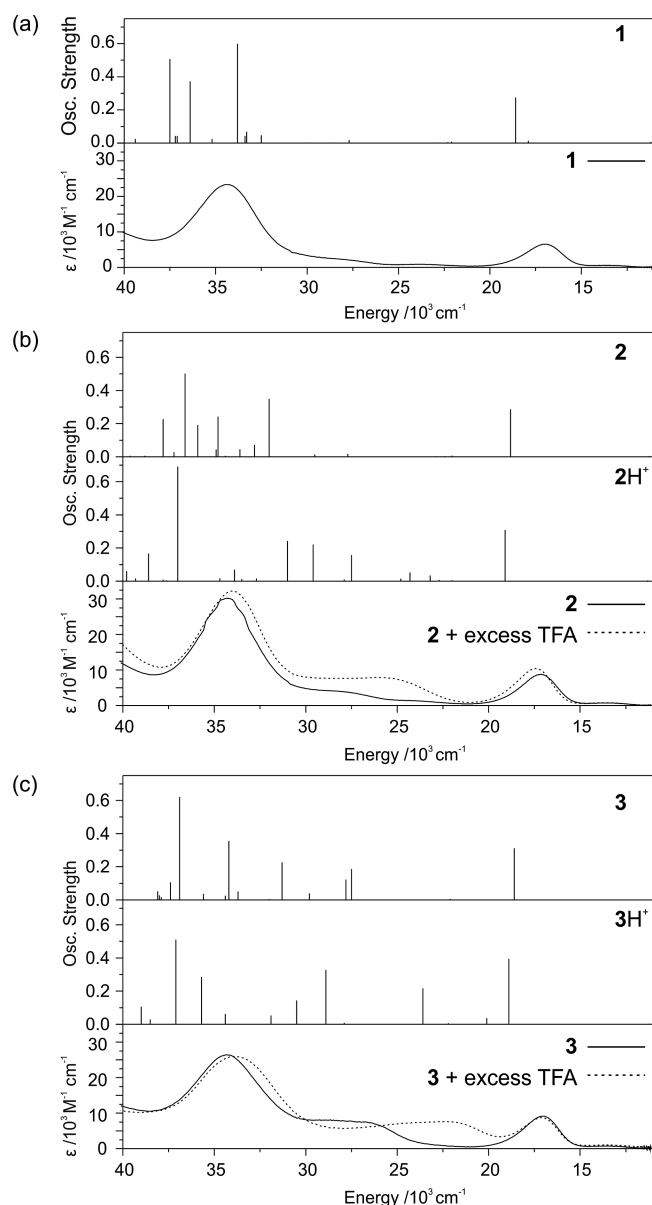 (a)
1
Osc. Strength
0.6
0.4
0.2
0.0
1
ε /10³ M⁻¹ cm⁻¹
30
20
10
0
40 35 30 25 20 15
Energy /10³ cm⁻¹
(b)
2
Osc. Strength
0.6
0.4
0.2
0.0
2H⁺
0.6
0.4
0.2
0.0
2
2 + excess TFA
ε /10³ M⁻¹ cm⁻¹
30
20
10
0
40 35 30 25 20 15
Energy /10³ cm⁻¹
(c)
3
Osc. Strength
0.6
0.4
0.2
0.0
3H⁺
0.6
0.4
0.2
0.0
3
3 + excess TFA
ε /10³ M⁻¹ cm⁻¹
30
20
10
0
40 35 30 25 20 15
Energy /10³ cm⁻¹